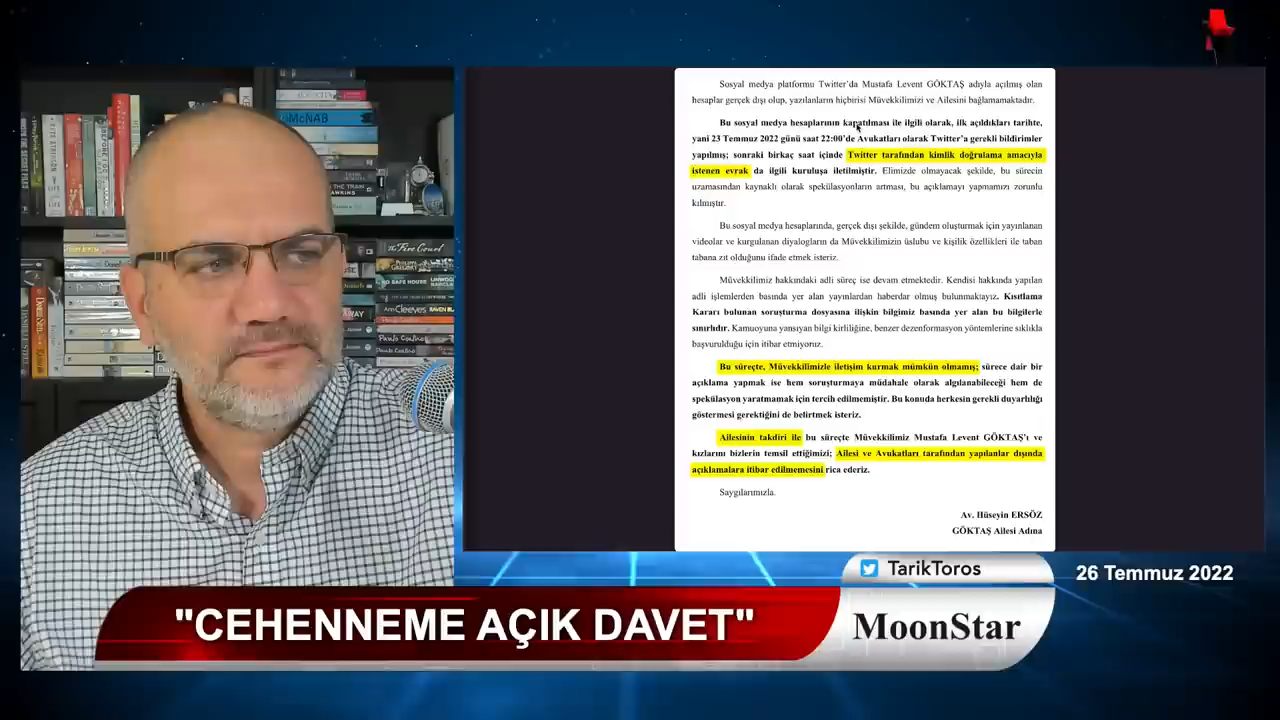 Sosyal medya platformu Twitter'da Mustafa Levent GÖKTAŞ adıyla açılmış olan
hesaplar gerçek dışı olup, yazılanların hiçbirisi Müvekkilimizi ve Ailesini bağlamamaktadır.
Bu sosyal medya hesaplarının kapatılması ile ilgili olarak, ilk açıldıkları tarihte,
yani 23 Temmuz 2022 günü saat 22:00'de Avukatları olarak Twitter'a gerekli bildirimler
yapılmış; sonraki birkaç saat içinde Twitter tarafından kimlik doğrulama amacıyla
istenen evrak da ilgili kuruluşa iletilmiştir. Elimizde olmayacak şekilde, bu sürecin
uzamasından kaynaklı olarak spekülasyonların artması, bu açıklamayı yapmamızı zorunlu
kılmıştır.
Bu sosyal medya hesaplarında, gerçek dışı şekilde, gündem oluşturmak için yayınlanan
videolar ve kurgulanan diyalogların da Müvekkilimizin üslubu ve kişilik özellikleri ile taban
tabana zıt olduğunu ifade etmek isteriz.
Müvekkilimiz hakkındaki adli süreç ise devam etmektedir. Kendisi hakkında yapılan
adli işlemlerden basında yer alan yayınlardan haberdar olmuş bulunmaktayız. Kısıtlama
Kararı bulunan soruşturma dosyasına ilişkin bilgimiz basında yer alan bu bilgilerle
sınırlıdır. Kamuoyuna yansıyan bilgi kirliliğine, benzer dezenformasyon yöntemlerine sıklıkla
başvurulduğu için itibar etmiyoruz.
Bu süreçte, Müvekkilimizle iletişim kurmak mümkün olmamış; sürece dair bir
açıklama yapmak ise hem soruşturmaya müdahale olarak algılanabileceği hem de
spekülasyon yaratmamak için tercih edilmemiştir. Bu konuda herkesin gerekli duyarlılığı
göstermesi gerektiğini de belirtmek isteriz.
Ailesinin takdiri ile bu süreçte Müvekkilimiz Mustafa Levent GÖKTAŞ'ı ve
kızlarını bizlerin temsil ettiğimizi; Ailesi ve Avukatları tarafından yapılanlar dışında
açıklamalara itibar edilmemesini rica ederiz.
Saygılarımızla.
Av. Hüseyin ERSÖZ
GÖKTAŞ Ailesi Adına
TarikToros
26 Temmuz 2022
"CEHENNEME AÇIK DAVET"
MoonStar
McNAB
THE TRAIN
The Fire Court
SAFE HOUSE